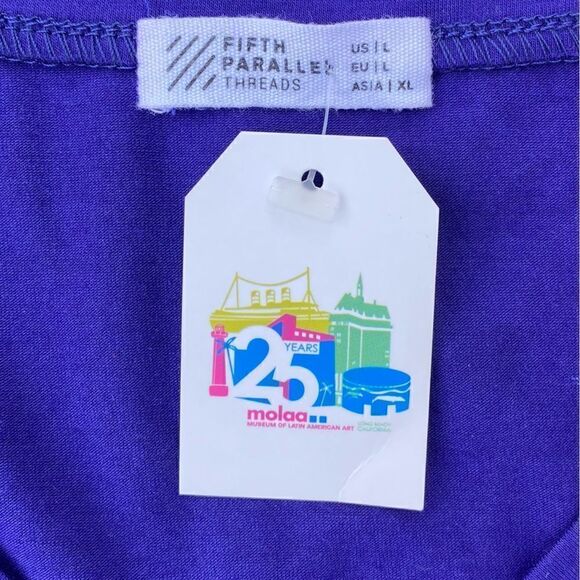 FIFTH
PARALLEL
THREADS
US | L
EU | L
ASIA | XL
25
YEARS
molaa
MUSEUM OF LATIN AMERICAN ART
LONG BEACH
CALIFORNIA